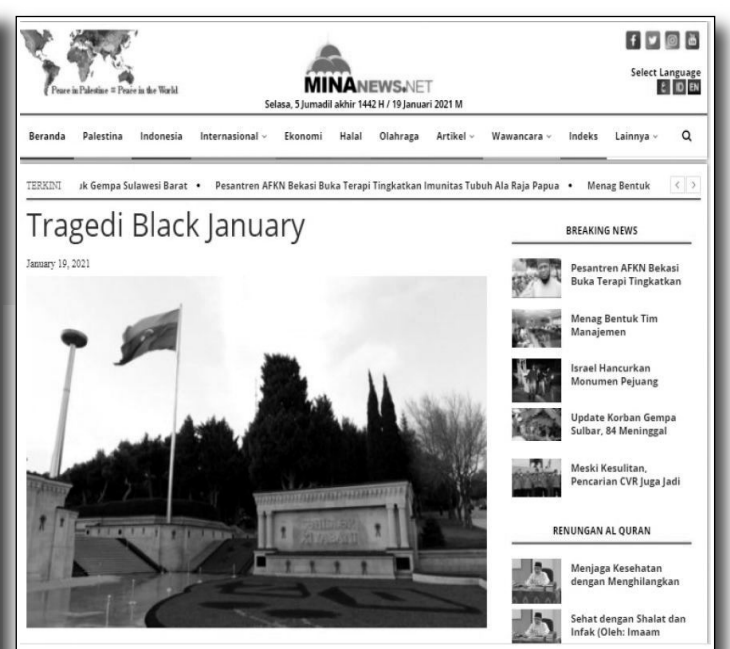 Peace in Palestine = Peace in the World
MINANEWS.NET
Selasa, 5 Jumadil akhir 1442 H / 19 Januari 2021 M
Select Language
ع ID EN
Beranda Palestina Indonesia Internasional Ekonomi Halal Olahraga Artikel Wawancara Indeks Lainnya
TERKINI uk Gempa Sulawesi Barat • Pesantren AFKN Bekasi Buka Terapi Tingkatkan Imunitas Tubuh Ala Raja Papua • Menag Bentuk
Tragedi Black January
January 19, 2021
BREAKING NEWS
Pesantren AFKN Bekasi
Buka Terapi Tingkatkan
Menag Bentuk Tim
Manajemen
Israel Hancurkan
Monumen Pejuang
Update Korban Gempa
Sulbar, 84 Meninggal
Meski Kesulitan,
Pencarian CVR Juga Jadi
RENUNGAN AL QURAN
Menjaga Kesehatan
dengan Menghilangkan
Sehat dengan Shalat dan
Infak (Oleh: Imaam